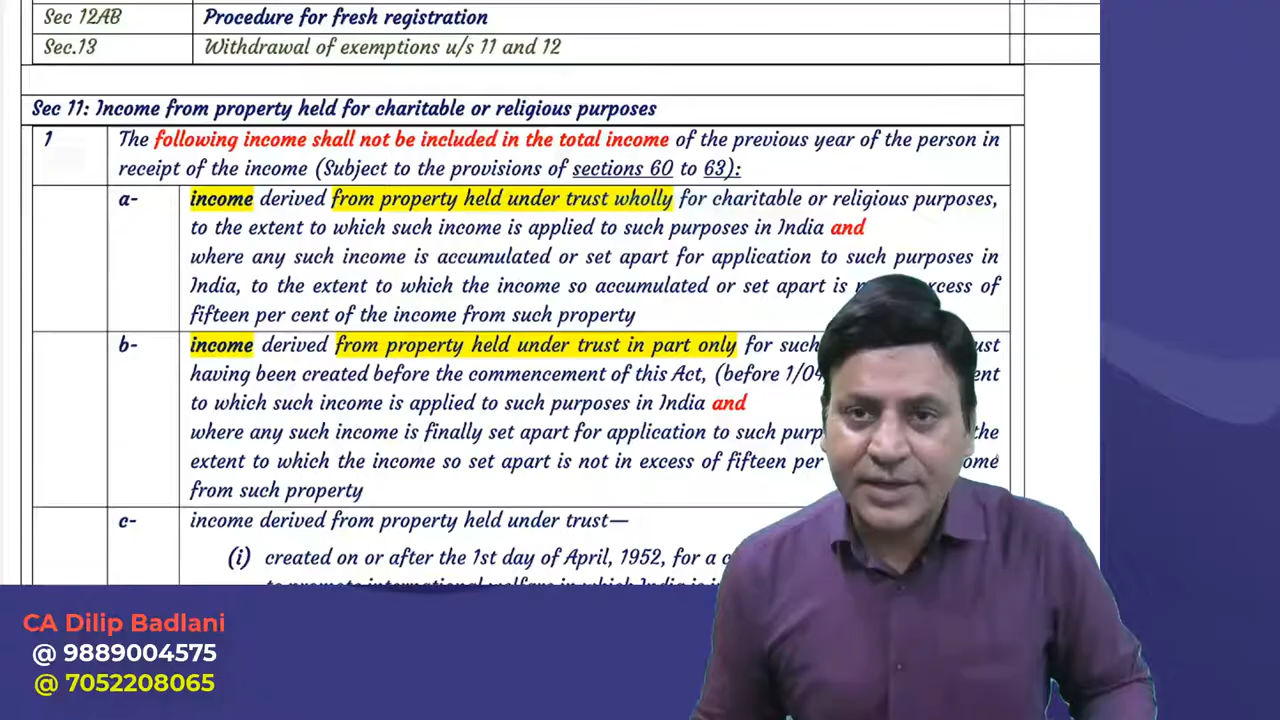 Sec 12AB Procedure for fresh registration
Sec.13 Withdrawal of exemptions u/s 11 and 12
Sec 11: Income from property held for charitable or religious purposes
1 The following income shall not be included in the total income of the previous year of the person in
receipt of the income (Subject to the provisions of sections 60 to 63):
a- income derived from property held under trust wholly for charitable or religious purposes,
to the extent to which such income is applied to such purposes in India and
where any such income is accumulated or set apart for application to such purposes in
India, to the extent to which the income so accumulated or set apart is excess of
fifteen per cent of the income from such property
b- income derived from property held under trust in part only for such
having been created before the commencement of this Act, (before
to which such income is applied to such purposes in India and
where any such income is finally set apart for application to such the
extent to which the income so set apart is not in excess of fifteen per
from such property
c- income derived from property held under trust—
(i) created on or after the 1st day of April, 1952, for a
to promote international welfare in which India is
CA Dilip Badlani
@ 9889004575
@ 7052208065